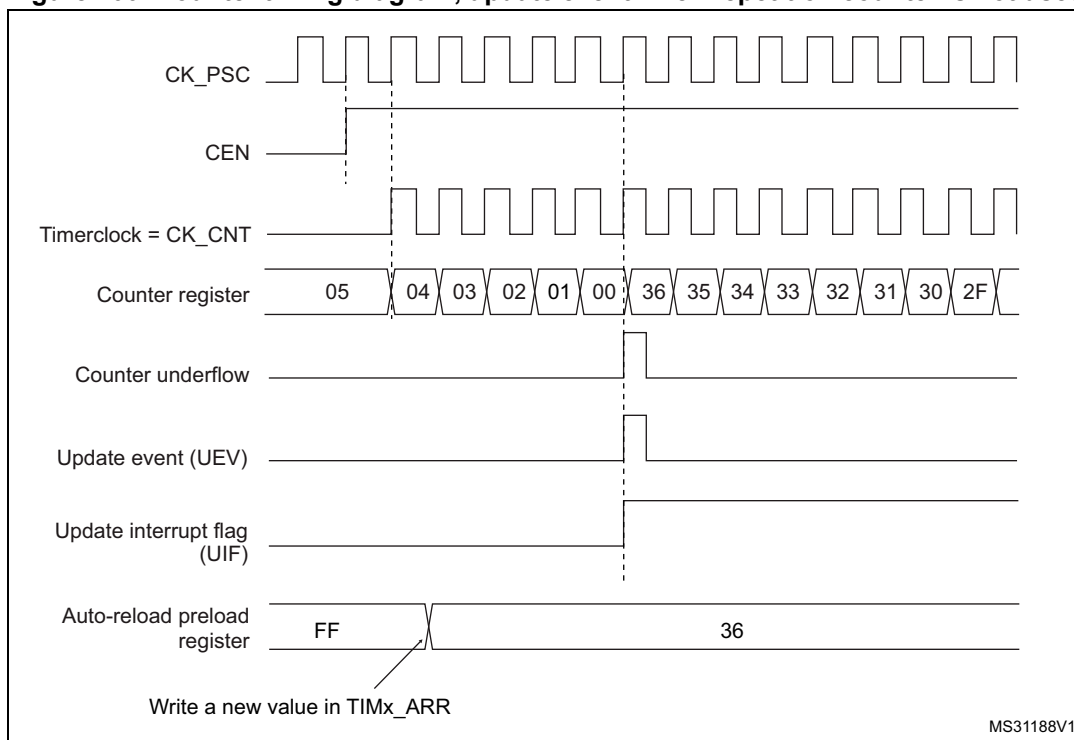 CK_PSC
CEN
Timerclock = CK_CNT
Counter register 05 04 03 02 01 00 36 35 34 33 32 31 30 2F
Counter underflow
Update event (UEV)
Update interrupt flag
(UIF)
Auto-reload preload
register FF 36
Write a new value in TIMx_ARR
MS31188V1